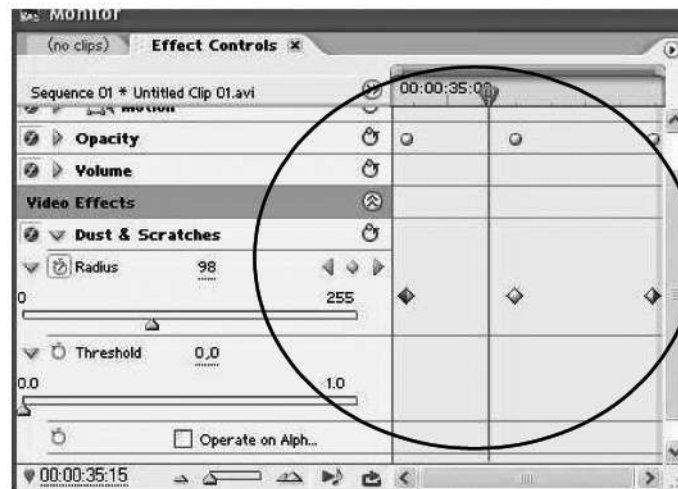 Monitor
(no clips) Effect Controls
Sequence 01 * Untitled Clip 01.avi 00:00:35:0
Motion
Opacity
Volume
Video Effects
Dust & Scratches
Radius 98
0 255
Threshold 0,0
0.0 1.0
Operate on Alph...
00:00:35:15